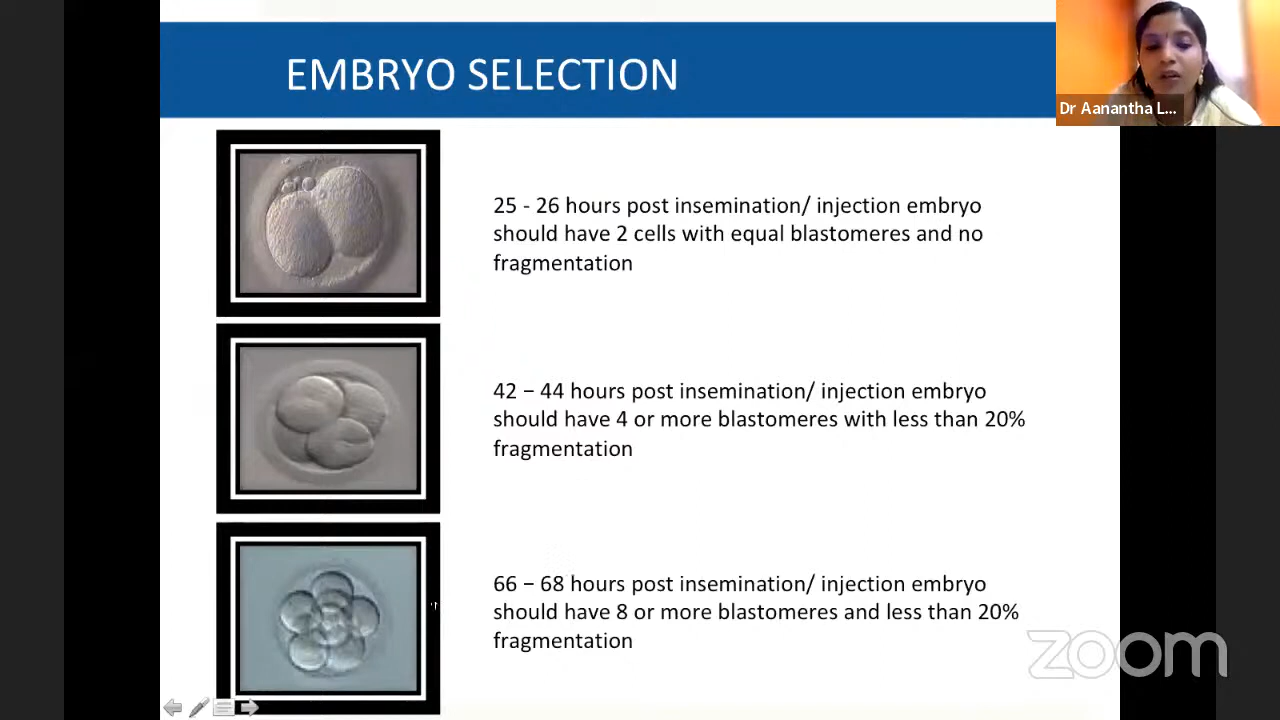 EMBRYO SELECTION
Dr Aanantha L...
25 - 26 hours post insemination/ injection embryo
should have 2 cells with equal blastomeres and no
fragmentation
42 – 44 hours post insemination/ injection embryo
should have 4 or more blastomeres with less than 20%
fragmentation
66 – 68 hours post insemination/ injection embryo
should have 8 or more blastomeres and less than 20%
fragmentation
zoom